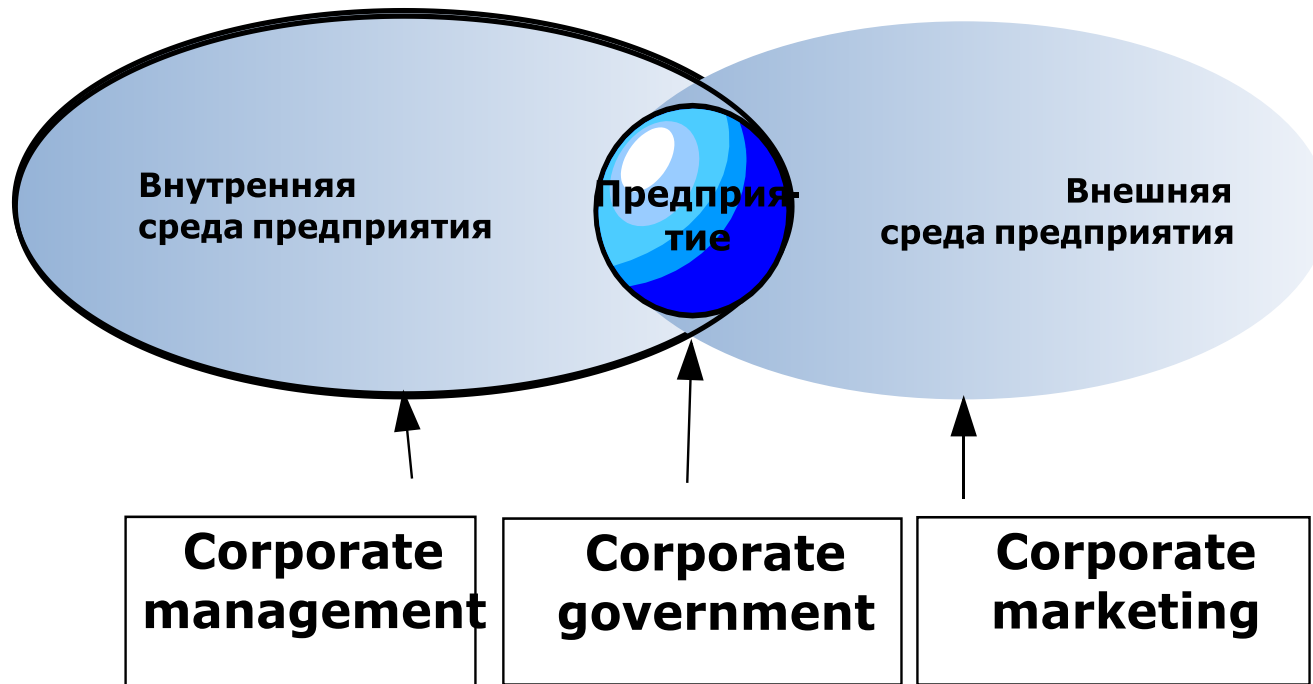 Внутренняя
среда предприятия
Предприя-
тие
Внешняя
среда предприятия
Corporate
management
Corporate
government
Corporate
marketing